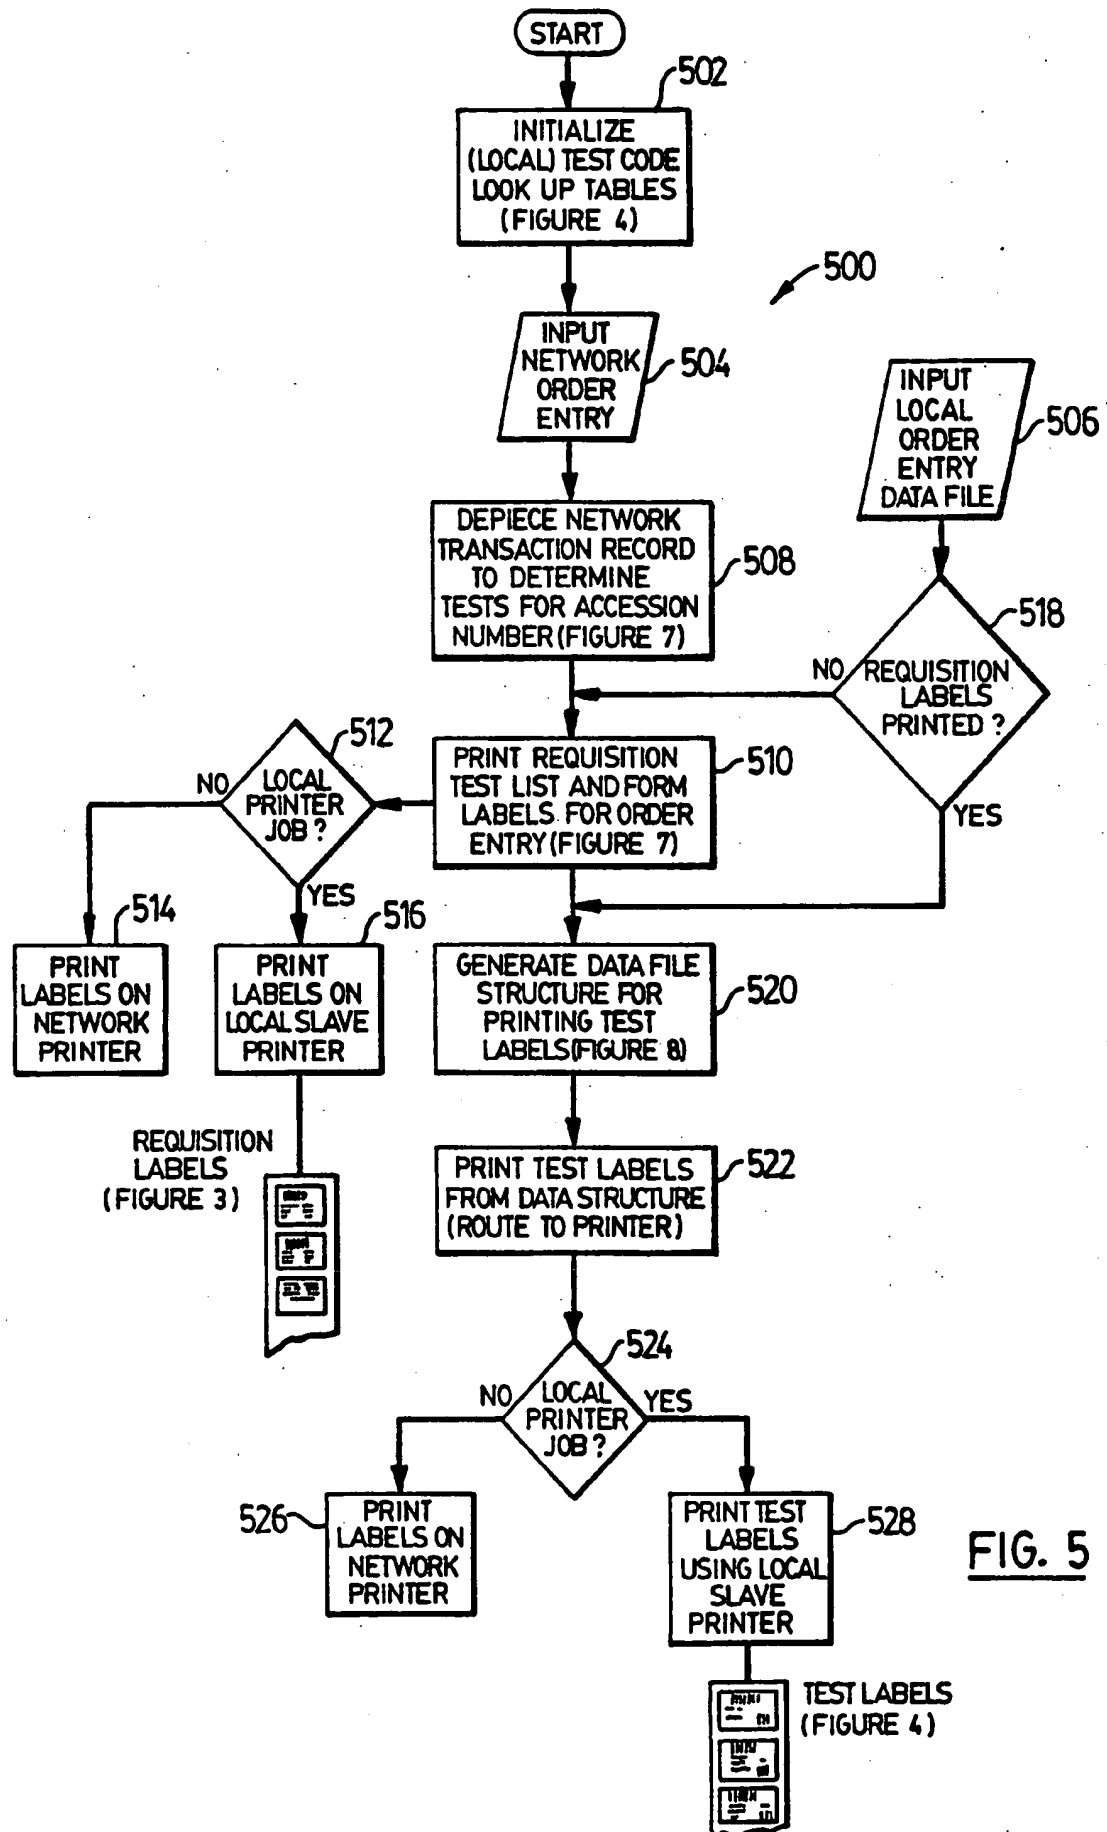 START
502
INITIALIZE
(LOCAL) TEST CODE
LOOK UP TABLES
(FIGURE 4)
500
INPUT
NETWORK
ORDER
ENTRY
504
INPUT
LOCAL
ORDER
ENTRY
DATA FILE
506
DEPIECE NETWORK
TRANSACTION RECORD
TO DETERMINE
TESTS FOR ACCESSION
NUMBER (FIGURE 7)
508
518
NO
REQUISITION
LABELS
PRINTED ?
YES
512
NO
LOCAL
PRINTER
JOB ?
YES
PRINT REQUISITION
TEST LIST AND FORM
LABELS FOR ORDER
ENTRY (FIGURE 7)
510
514
PRINT
LABELS ON
NETWORK
PRINTER
516
PRINT
LABELS ON
LOCAL SLAVE
PRINTER
GENERATE DATA FILE
STRUCTURE FOR
PRINTING TEST
LABELS (FIGURE 8)
520
REQUISITION
LABELS
(FIGURE 3)
PRINT TEST LABELS
FROM DATA STRUCTURE
(ROUTE TO PRINTER)
522
524
NO
LOCAL
PRINTER
JOB ?
YES
526
PRINT
LABELS ON
NETWORK
PRINTER
PRINT TEST
LABELS
USING LOCAL
SLAVE
PRINTER
528
FIG. 5
TEST LABELS
(FIGURE 4)